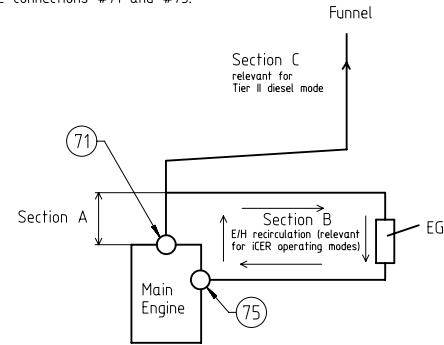 connections #71 and #75.
Funnel
Section C
relevant for
Tier II diesel mode
71
Section A
Section B
E/H recirculation (relevant
for iCER operating modes)
EG
Main
Engine
75